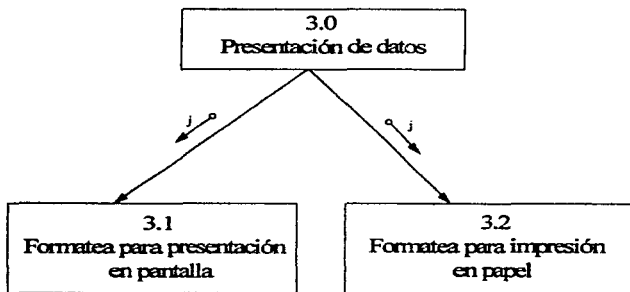 3.0
Presentación de datos
j
j
3.1
Formatea para presentación
en pantalla
3.2
Formatea para impresión
en papel